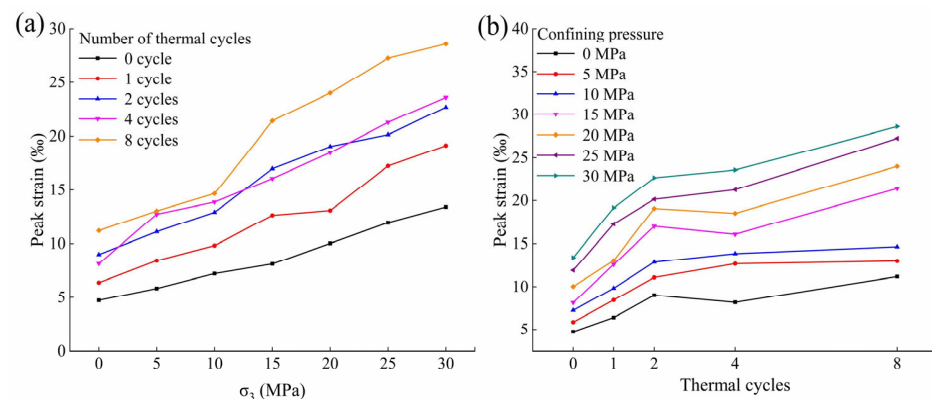 (a)
Number of thermal cycles
0 cycle
1 cycle
2 cycles
4 cycles
8 cycles
Peak strain (‰)
30
25
20
15
10
5
0
0 5 10 15 20 25 30
σ3 (MPa)
(b)
Confining pressure
0 MPa
5 MPa
10 MPa
15 MPa
20 MPa
25 MPa
30 MPa
Peak strain (‰)
40
35
30
25
20
15
10
5
0 1 2 4 8
Thermal cycles